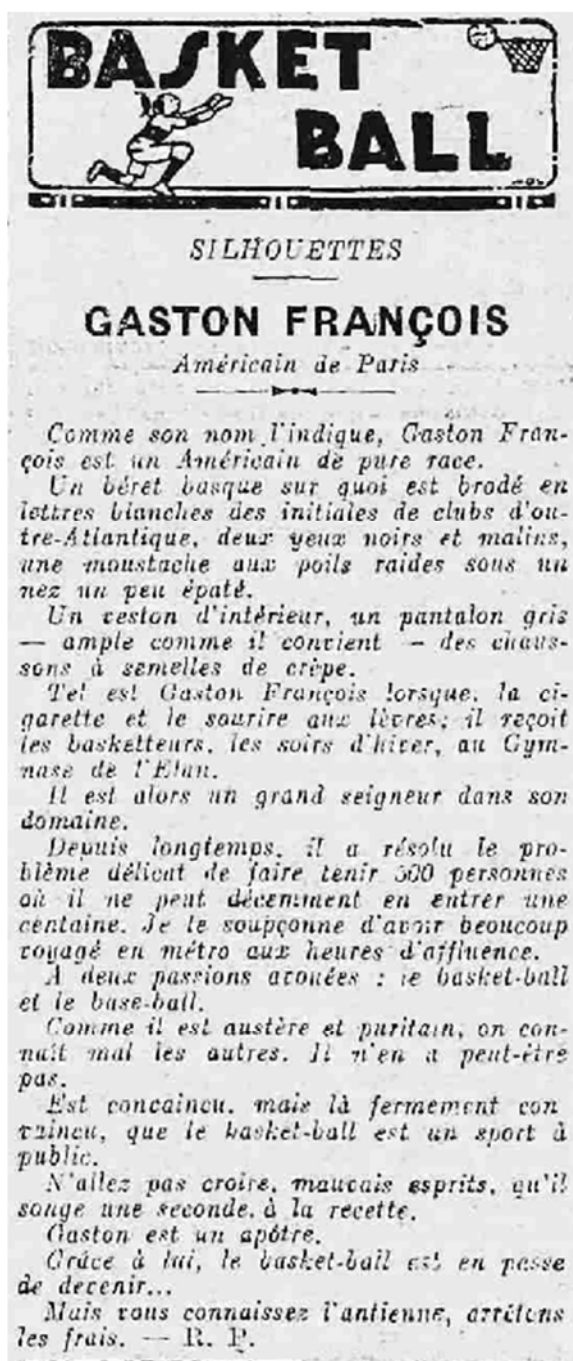 BASKET
BALL
SILHOUETTES
GASTON FRANÇOIS
Américain de Paris
Comme son nom l'indique, Gaston Fran-
çois est un Américain de pure race.
Un béret basque sur quoi est brodé en
lettres blanches des initiales de clubs d'ou-
tre-Atlantique, deux yeux noirs et malins,
une moustache aux poils raides sous un
nez un peu épaté.
Un veston d'intérieur, un pantalon gris
— ample comme il convient — des chaus-
sons à semelles de crêpe.
Tel est Gaston François lorsque, la ci-
garette et le sourire aux lèvres, il reçoit
les basketteurs, les soirs d'hiver, au Gym-
nase de l'Elan.
Il est alors un grand seigneur dans son
domaine.
Depuis longtemps, il a résolu le pro-
blème délicat de faire tenir 500 personnes
où il ne peut décemment en entrer une
centaine. Je le soupçonne d'avoir beaucoup
voyagé en métro aux heures d'affluence.
A deux passions avouées : le basket-ball
et le base-ball.
Comme il est austère et puritain, on con-
naît mal les autres. Il n'en a peut-être
pas.
Est convaincu, mais là fermement con
vaincu, que le basket-ball est un sport à
public.
N'allez pas croire, mauvais esprits, qu'il
songe une seconde, à la recette.
Gaston est un apôtre.
Grâce à lui, le basket-ball est en passe
de devenir...
Mais vous connaissez l'antienne, arrêtons
les frais. — R. P.